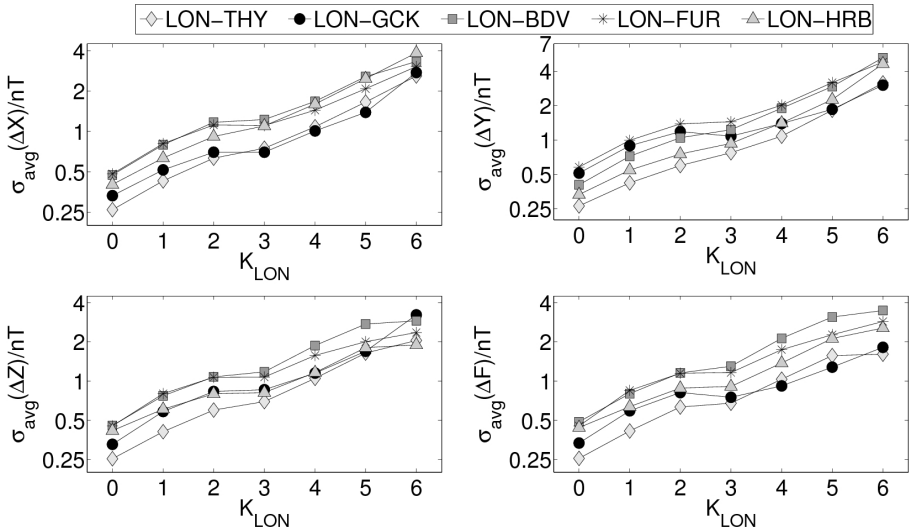 LON−THY LON−GCK LON−BDV LON−FUR LON−HRB
σavg(ΔX)/nT
4
2
1
0.5
0.25
0 1 2 3 4 5 6
KLON
σavg(ΔY)/nT
7
4
2
1
0.5
0.25
0 1 2 3 4 5 6
KLON
σavg(ΔZ)/nT
4
2
1
0.5
0.25
0 1 2 3 4 5 6
KLON
σavg(ΔF)/nT
4
2
1
0.5
0.25
0 1 2 3 4 5 6
KLON